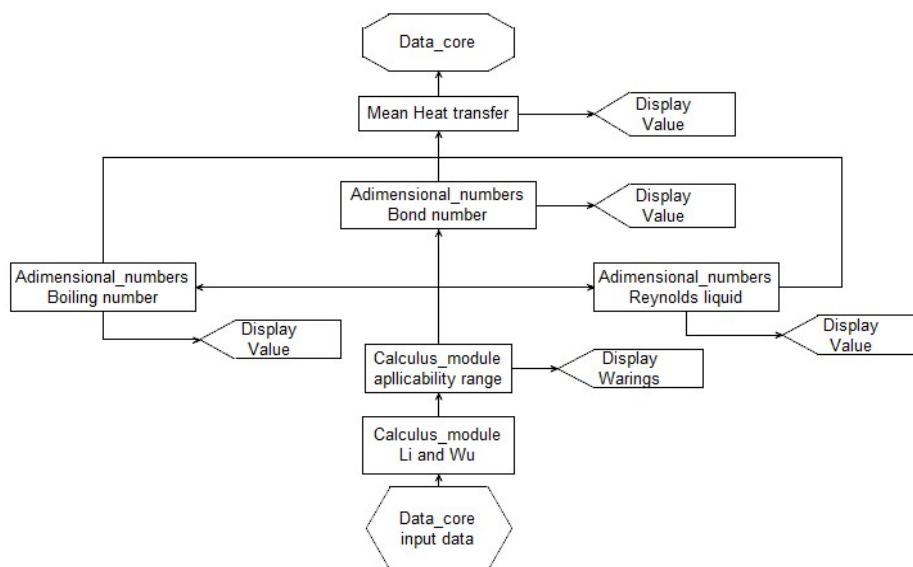 Data_core
Mean Heat transfer
Display
Value
Adimensional_numbers
Bond number
Display
Value
Adimensional_numbers
Boiling number
Adimensional_numbers
Reynolds liquid
Display
Value
Display
Value
Calculus_module
apllicability range
Display
Warings
Calculus_module
Li and Wu
Data_core
input data